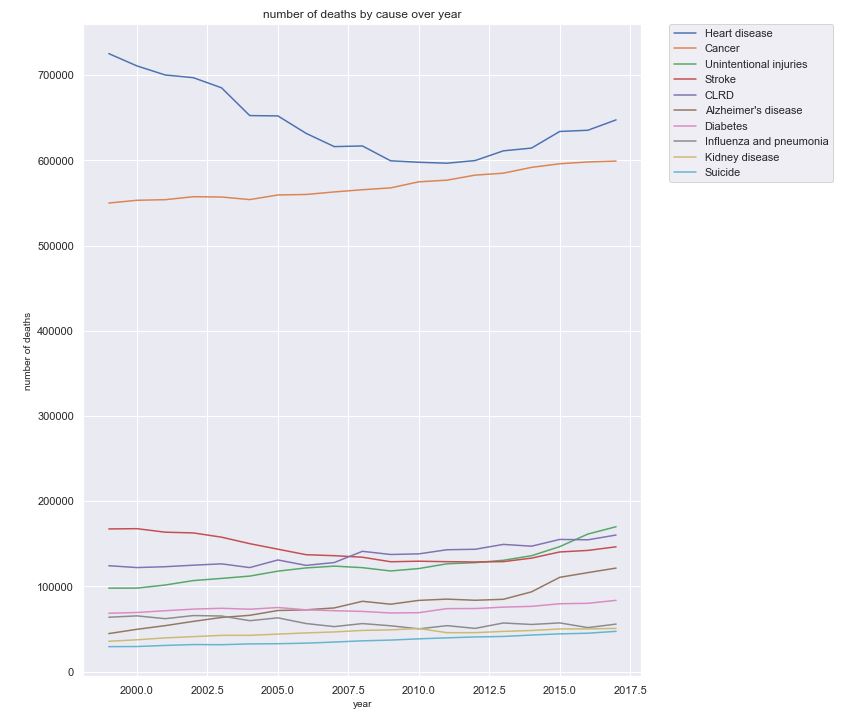 number of deaths by cause over year
Heart disease
Cancer
Unintentional injuries
Stroke
CLRD
Alzheimer's disease
Diabetes
Influenza and pneumonia
Kidney disease
Suicide
700000
600000
500000
400000
300000
200000
100000
0
number of deaths
2000.0 2002.5 2005.0 2007.5 2010.0 2012.5 2015.0 2017.5
year